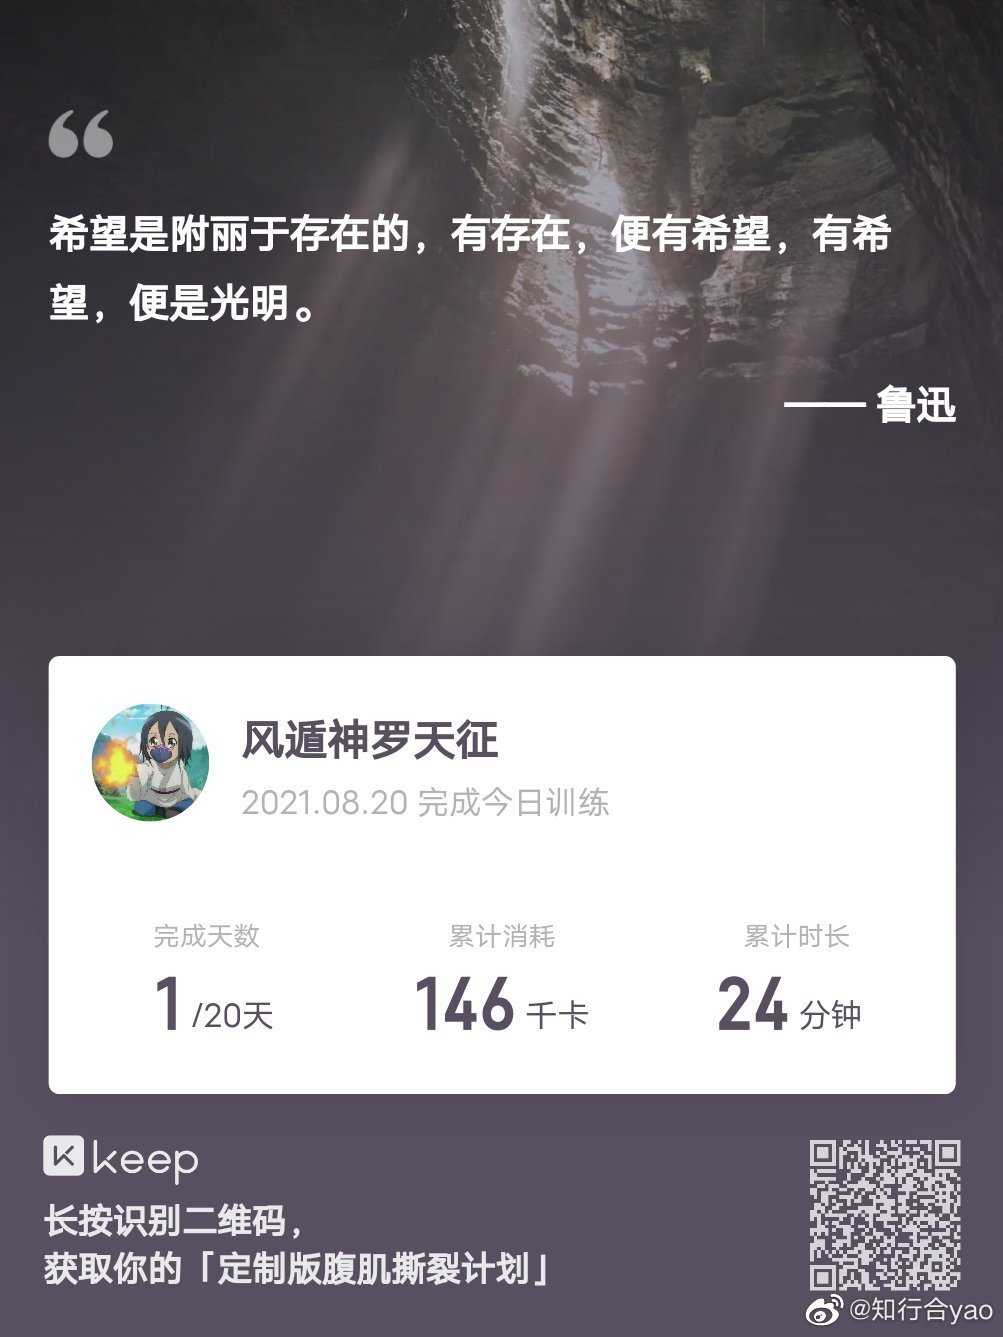 “
希望是附丽于存在的，有存在，便有希望，有希
望，便是光明。
—— 鲁迅
风遁神罗天征
2021.08.20 完成今日训练
完成天数 累计消耗 累计时长
1 /20天 146 千卡 24 分钟
keep
长按识别二维码，
获取你的「定制版腹肌撕裂计划」
@知行合yao